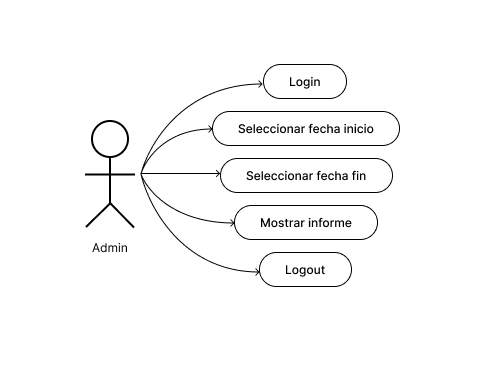 Login
Seleccionar fecha inicio
Seleccionar fecha fin
Mostrar informe
Admin
Logout